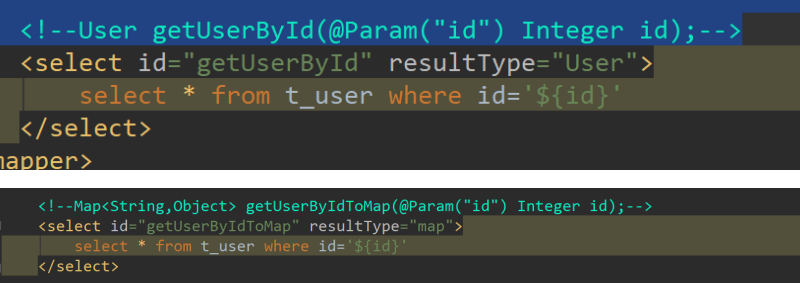 <!--User getUserById(@Param("id") Integer id);-->
<select id="getUserById" resultType="User">
select * from t_user where id='${id}'
</select>
mapper>
<!--Map<String,Object> getUserByIdToMap(@Param("id") Integer id);-->
<select id="getUserByIdToMap" resultType="map">
select * from t_user where id='${id}'
</select>